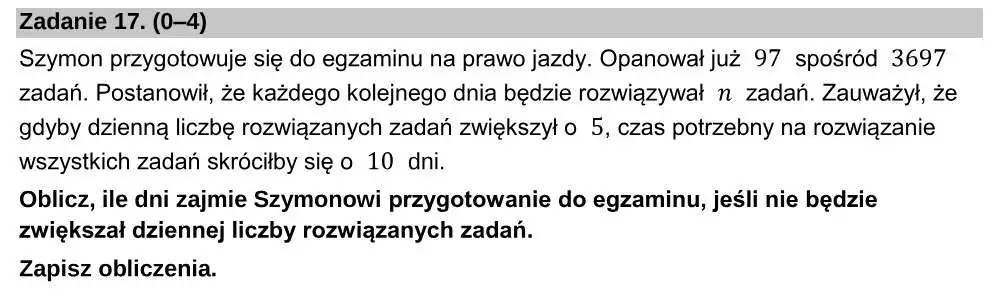 Zadanie 17. (0–4)
Szymon przygotowuje się do egzaminu na prawo jazdy. Opanował już 97 spośród 3697
zadań. Postanowił, że każdego kolejnego dnia będzie rozwiązywał n zadań. Zauważył, że
gdyby dzienną liczbę rozwiązanych zadań zwiększył o 5, czas potrzebny na rozwiązanie
wszystkich zadań skróciłby się o 10 dni.
Oblicz, ile dni zajmie Szymonowi przygotowanie do egzaminu, jeśli nie będzie
zwiększał dziennej liczby rozwiązanych zadań.
Zapisz obliczenia.